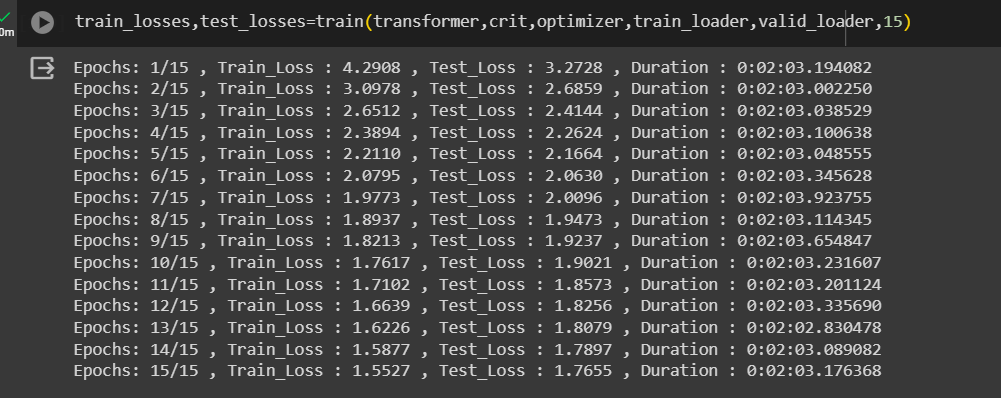 train_losses,test_losses=train(transformer,crit,optimizer,train_loader,valid_loader,15)
0m
Epochs: 1/15 , Train_Loss : 4.2908 , Test_Loss : 3.2728 , Duration : 0:02:03.194082
Epochs: 2/15 , Train_Loss : 3.0978 , Test_Loss : 2.6859 , Duration : 0:02:03.002250
Epochs: 3/15 , Train_Loss : 2.6512 , Test_Loss : 2.4144 , Duration : 0:02:03.038529
Epochs: 4/15 , Train_Loss : 2.3894 , Test_Loss : 2.2624 , Duration : 0:02:03.100638
Epochs: 5/15 , Train_Loss : 2.2110 , Test_Loss : 2.1664 , Duration : 0:02:03.048555
Epochs: 6/15 , Train_Loss : 2.0795 , Test_Loss : 2.0630 , Duration : 0:02:03.345628
Epochs: 7/15 , Train_Loss : 1.9773 , Test_Loss : 2.0096 , Duration : 0:02:03.923755
Epochs: 8/15 , Train_Loss : 1.8937 , Test_Loss : 1.9473 , Duration : 0:02:03.114345
Epochs: 9/15 , Train_Loss : 1.8213 , Test_Loss : 1.9237 , Duration : 0:02:03.654847
Epochs: 10/15 , Train_Loss : 1.7617 , Test_Loss : 1.9021 , Duration : 0:02:03.231607
Epochs: 11/15 , Train_Loss : 1.7102 , Test_Loss : 1.8573 , Duration : 0:02:03.201124
Epochs: 12/15 , Train_Loss : 1.6639 , Test_Loss : 1.8256 , Duration : 0:02:03.335690
Epochs: 13/15 , Train_Loss : 1.6226 , Test_Loss : 1.8079 , Duration : 0:02:02.830478
Epochs: 14/15 , Train_Loss : 1.5877 , Test_Loss : 1.7897 , Duration : 0:02:03.089082
Epochs: 15/15 , Train_Loss : 1.5527 , Test_Loss : 1.7655 , Duration : 0:02:03.176368